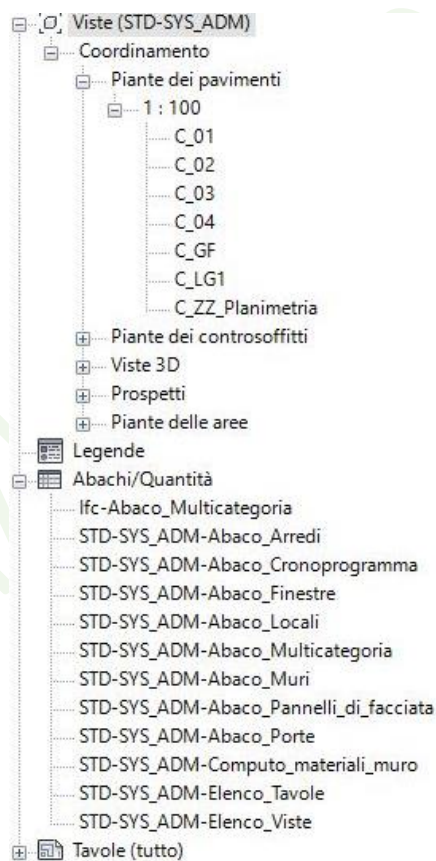 Viste (STD-SYS_ADM)
Coordinamento
Piante dei pavimenti
1 : 100
C_01
C_02
C_03
C_04
C_GF
C_LG1
C_ZZ_Planimetria
Piante dei controsoffitti
Viste 3D
Prospetti
Piante delle aree
Legende
Abachi/Quantità
Ifc-Abaco_Multicategoria
STD-SYS_ADM-Abaco_Arredi
STD-SYS_ADM-Abaco_Cronoprogramma
STD-SYS_ADM-Abaco_Finestre
STD-SYS_ADM-Abaco_Locali
STD-SYS_ADM-Abaco_Multicategoria
STD-SYS_ADM-Abaco_Muri
STD-SYS_ADM-Abaco_Pannelli_di_facciata
STD-SYS_ADM-Abaco_Porte
STD-SYS_ADM-Computo_materiali_muro
STD-SYS_ADM-Elenco_Tavole
STD-SYS_ADM-Elenco_Viste
Tavole (tutto)